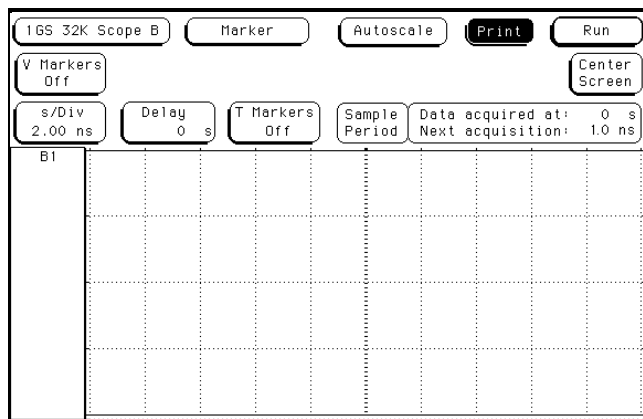 1GS 32K Scope B Marker Autoscale Print Run
V Markers
Off
Center
Screen
s/Div
2.00 ns
Delay
0 s
T Markers
Off
Sample
Period
Data acquired at: 0 s
Next acquisition: 1.0 ns
B1